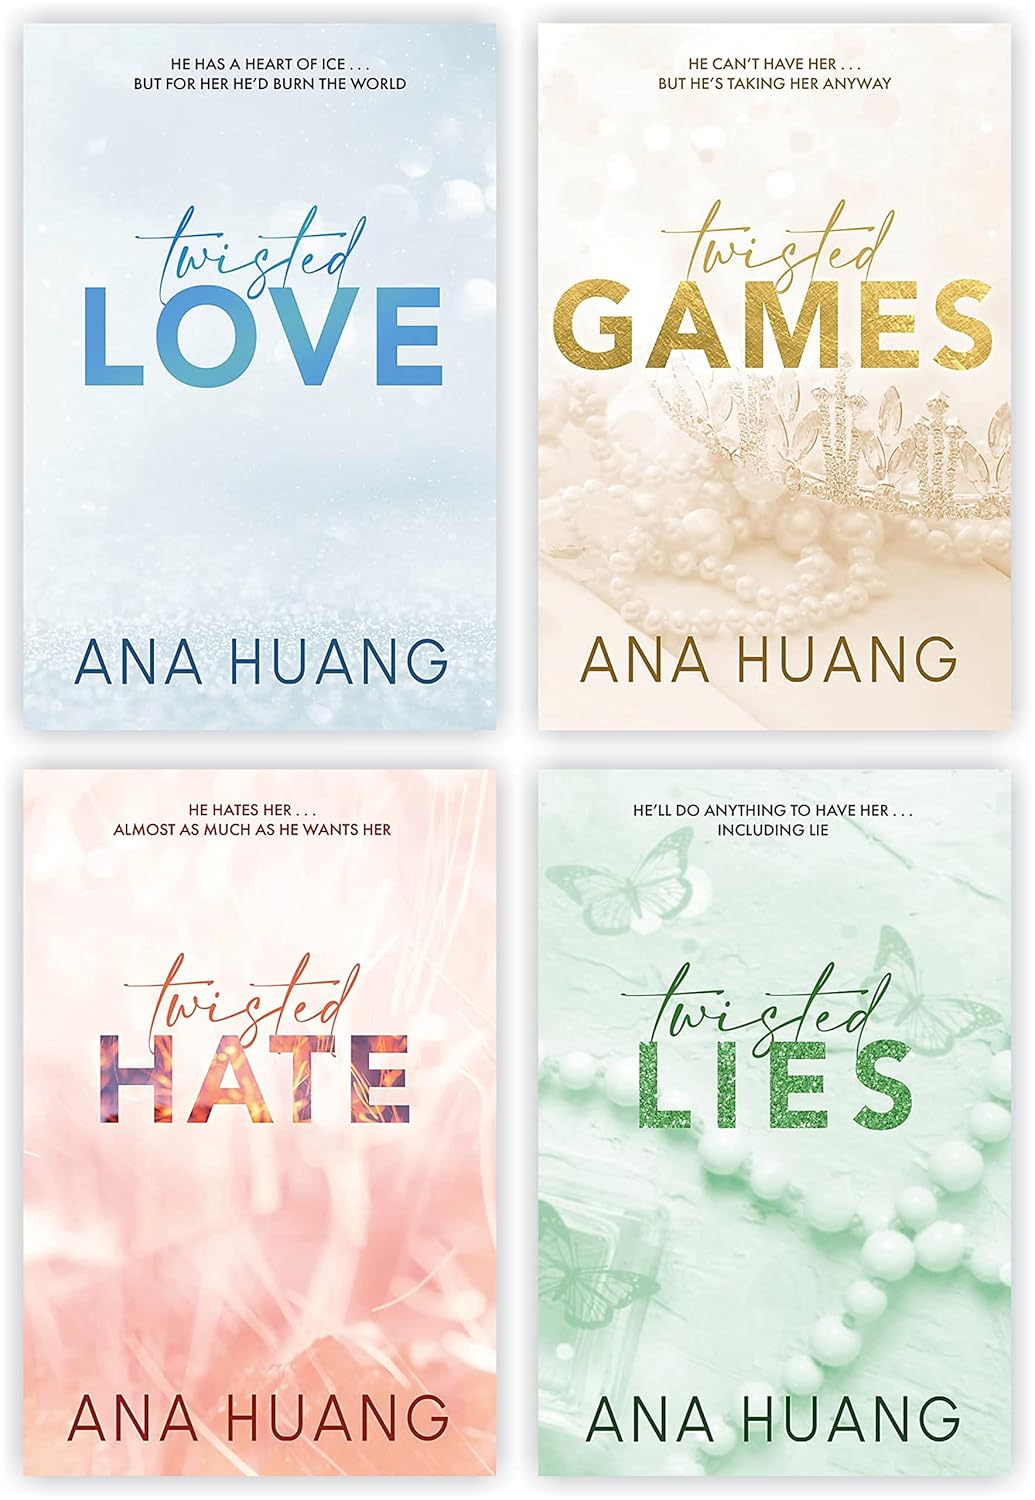 HE HAS A HEART OF ICE . . .
BUT FOR HER HE'D BURN THE WORLD
twisted
LOVE
ANA HUANG
HE CAN'T HAVE HER . . .
BUT HE'S TAKING HER ANYWAY
twisted
GAMES
ANA HUANG
HE HATES HER . . .
ALMOST AS MUCH AS HE WANTS HER
twisted
HATE
ANA HUANG
HE'LL DO ANYTHING TO HAVE HER . . .
INCLUDING LIE
twisted
LIES
ANA HUANG